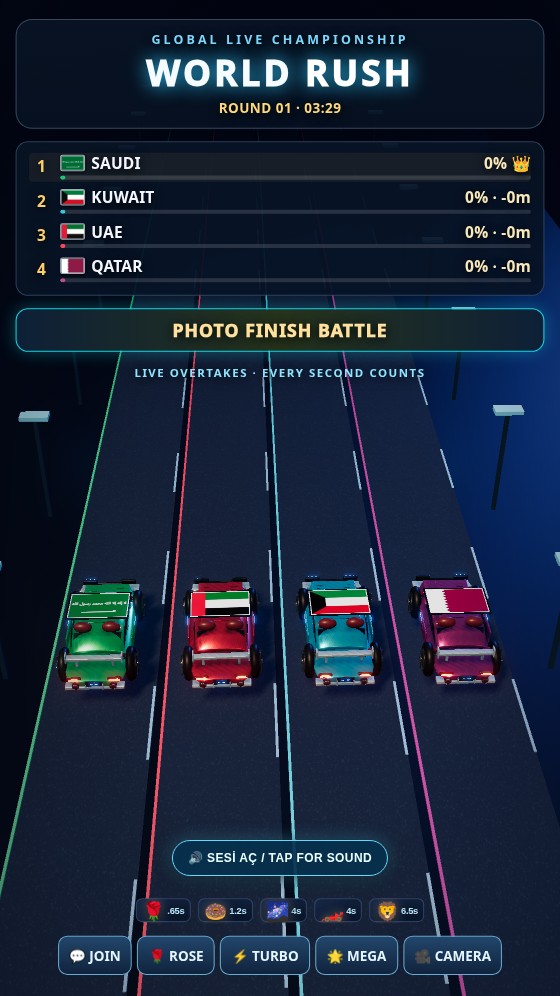 GLOBAL LIVE CHAMPIONSHIP
WORLD RUSH
ROUND 01 · 03:29
1 SAUDI 0% 👑
2 KUWAIT 0% · -0m
3 UAE 0% · -0m
4 QATAR 0% · -0m
PHOTO FINISH BATTLE
LIVE OVERTAKES · EVERY SECOND COUNTS
🔊 SESİ AÇ / TAP FOR SOUND
🌹 .65s 🍩 1.2s 🌌 4s 🏎️ 4s 🦁 6.5s
💬 JOIN 🌹 ROSE ⚡ TURBO 🌟 MEGA 🎥 CAMERA